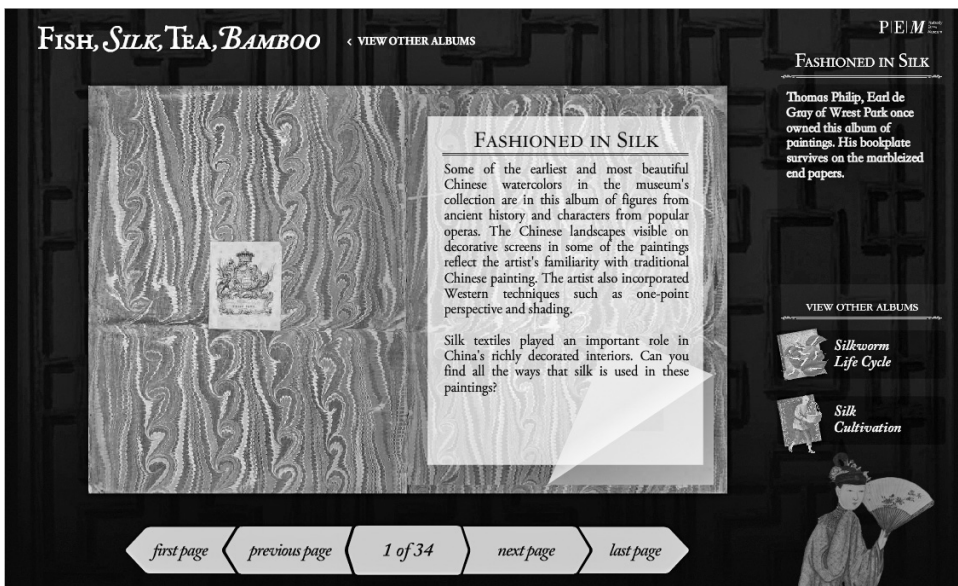 FISH, SILK, TEA, BAMBOO
< VIEW OTHER ALBUMS
P|E|M
FASHIONED IN SILK
Thomas Philip, Earl de
Gray of Wrest Park once
owned this album of
paintings. His bookplate
survives on the marbleized
end papers.
FASHIONED IN SILK
Some of the earliest and most beautiful
Chinese watercolors in the museum's
collection are in this album of figures from
ancient history and characters from popular
operas. The Chinese landscapes visible on
decorative screens in some of the paintings
reflect the artist's familiarity with traditional
Chinese painting. The artist also incorporated
Western techniques such as one-point
perspective and shading.
Silk textiles played an important role in
China's richly decorated interiors. Can you
find all the ways that silk is used in these
paintings?
VIEW OTHER ALBUMS
Silkworm
Life Cycle
Silk
Cultivation
first page
previous page
1 of 34
next page
last page